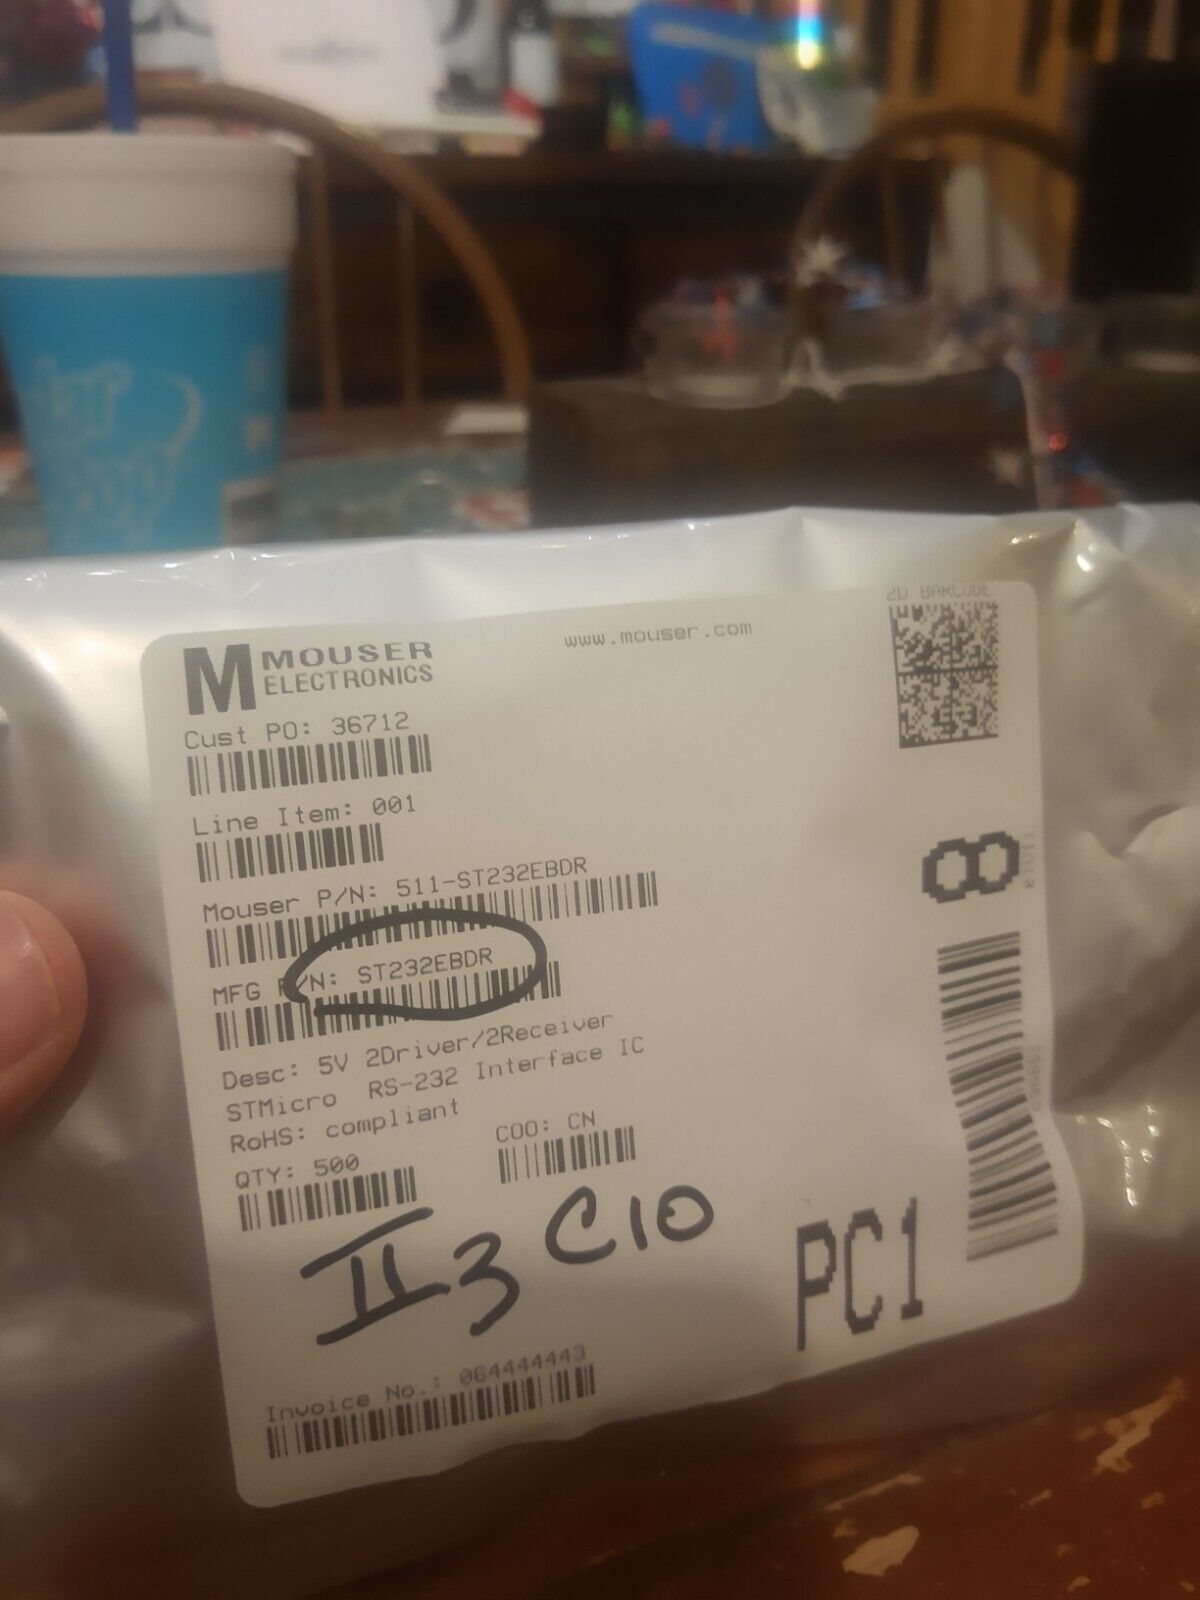 2D BARCODE
MOUSER
ELECTRONICS
www.mouser.com
Cust PO: 36712
Line Item: 001
Mouser P/N: 511-ST232EBDR
MFG P/N: ST232EBDR
Desc: 5V 2Driver/2Receiver
STMicro RS-232 Interface IC
RoHS: compliant
QTY: 500
COO: CN
II3 C10
8
PC1
Invoice No.: 064444443